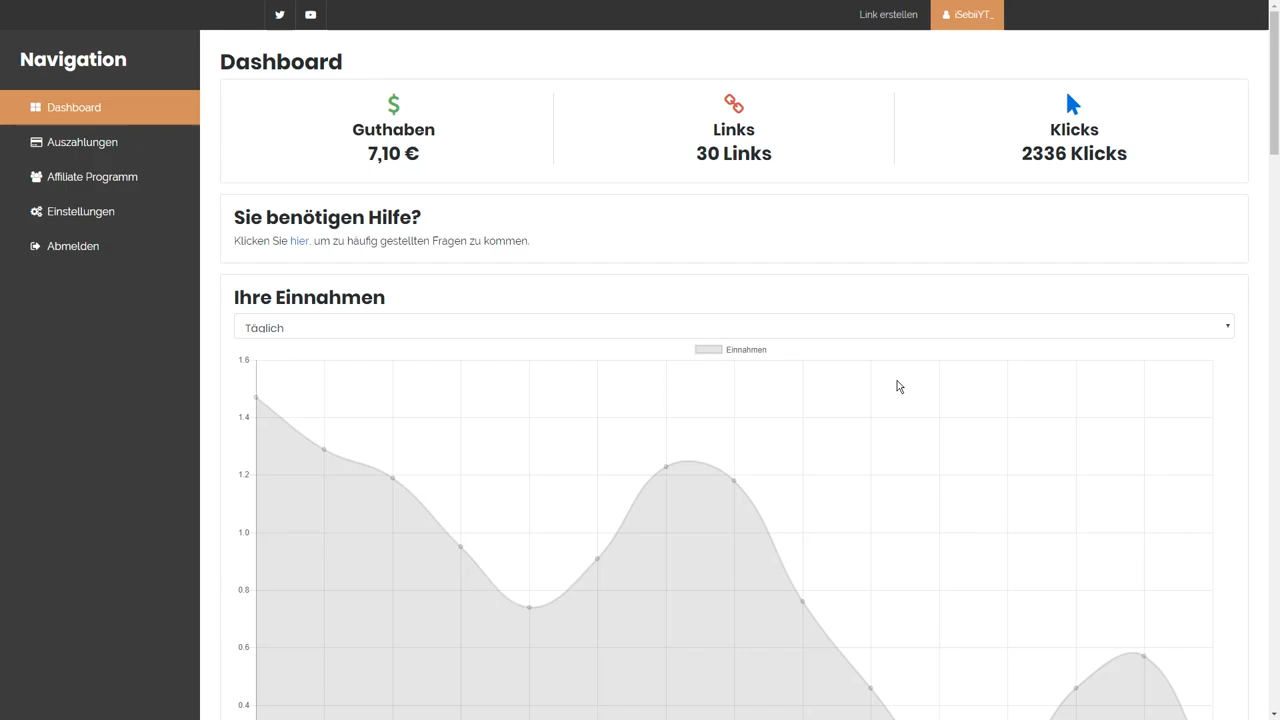 Link erstellen
iSebiiYT_
Navigation
Dashboard
Auszahlungen
Affiliate Programm
Einstellungen
Abmelden
Dashboard
Guthaben
7,10 €
Links
30 Links
Klicks
2336 Klicks
Sie benötigen Hilfe?
Klicken Sie hier, um zu häufig gestellten Fragen zu kommen.
Ihre Einnahmen
Täglich
Einnahmen
1.6
1.4
1.2
1.0
0.8
0.6
0.4